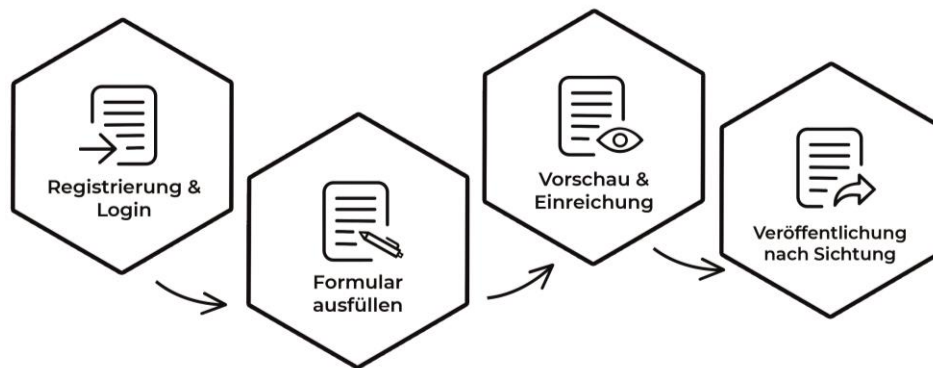 Registrierung &
Login
Formular
ausfüllen
Vorschau &
Einreichung
Veröffentlichung
nach Sichtung